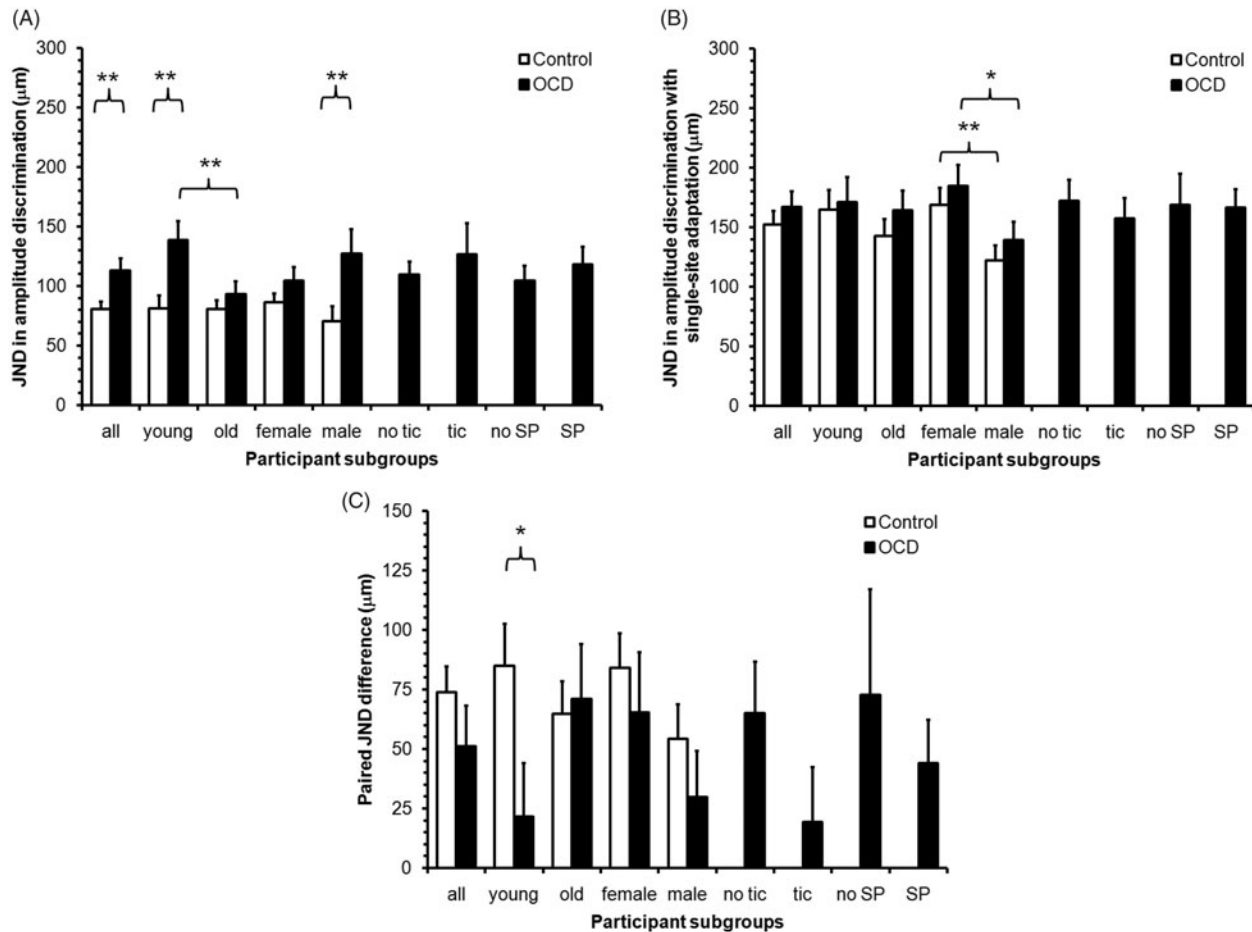 (A)
300
250
200
150
100
50
0
JND in amplitude discrimination (μm)
Control
OCD
** ** **
**
all young old female male no tic tic no SP SP
Participant subgroups
(B)
300
250
200
150
100
50
0
JND in amplitude discrimination with
single-site adaptation (μm)
Control
OCD
*
**
all young old female male no tic tic no SP SP
Participant subgroups
(C)
150
125
100
75
50
25
0
Paired JND difference (μm)
Control
OCD
*
all young old female male no tic tic no SP SP
Participant subgroups